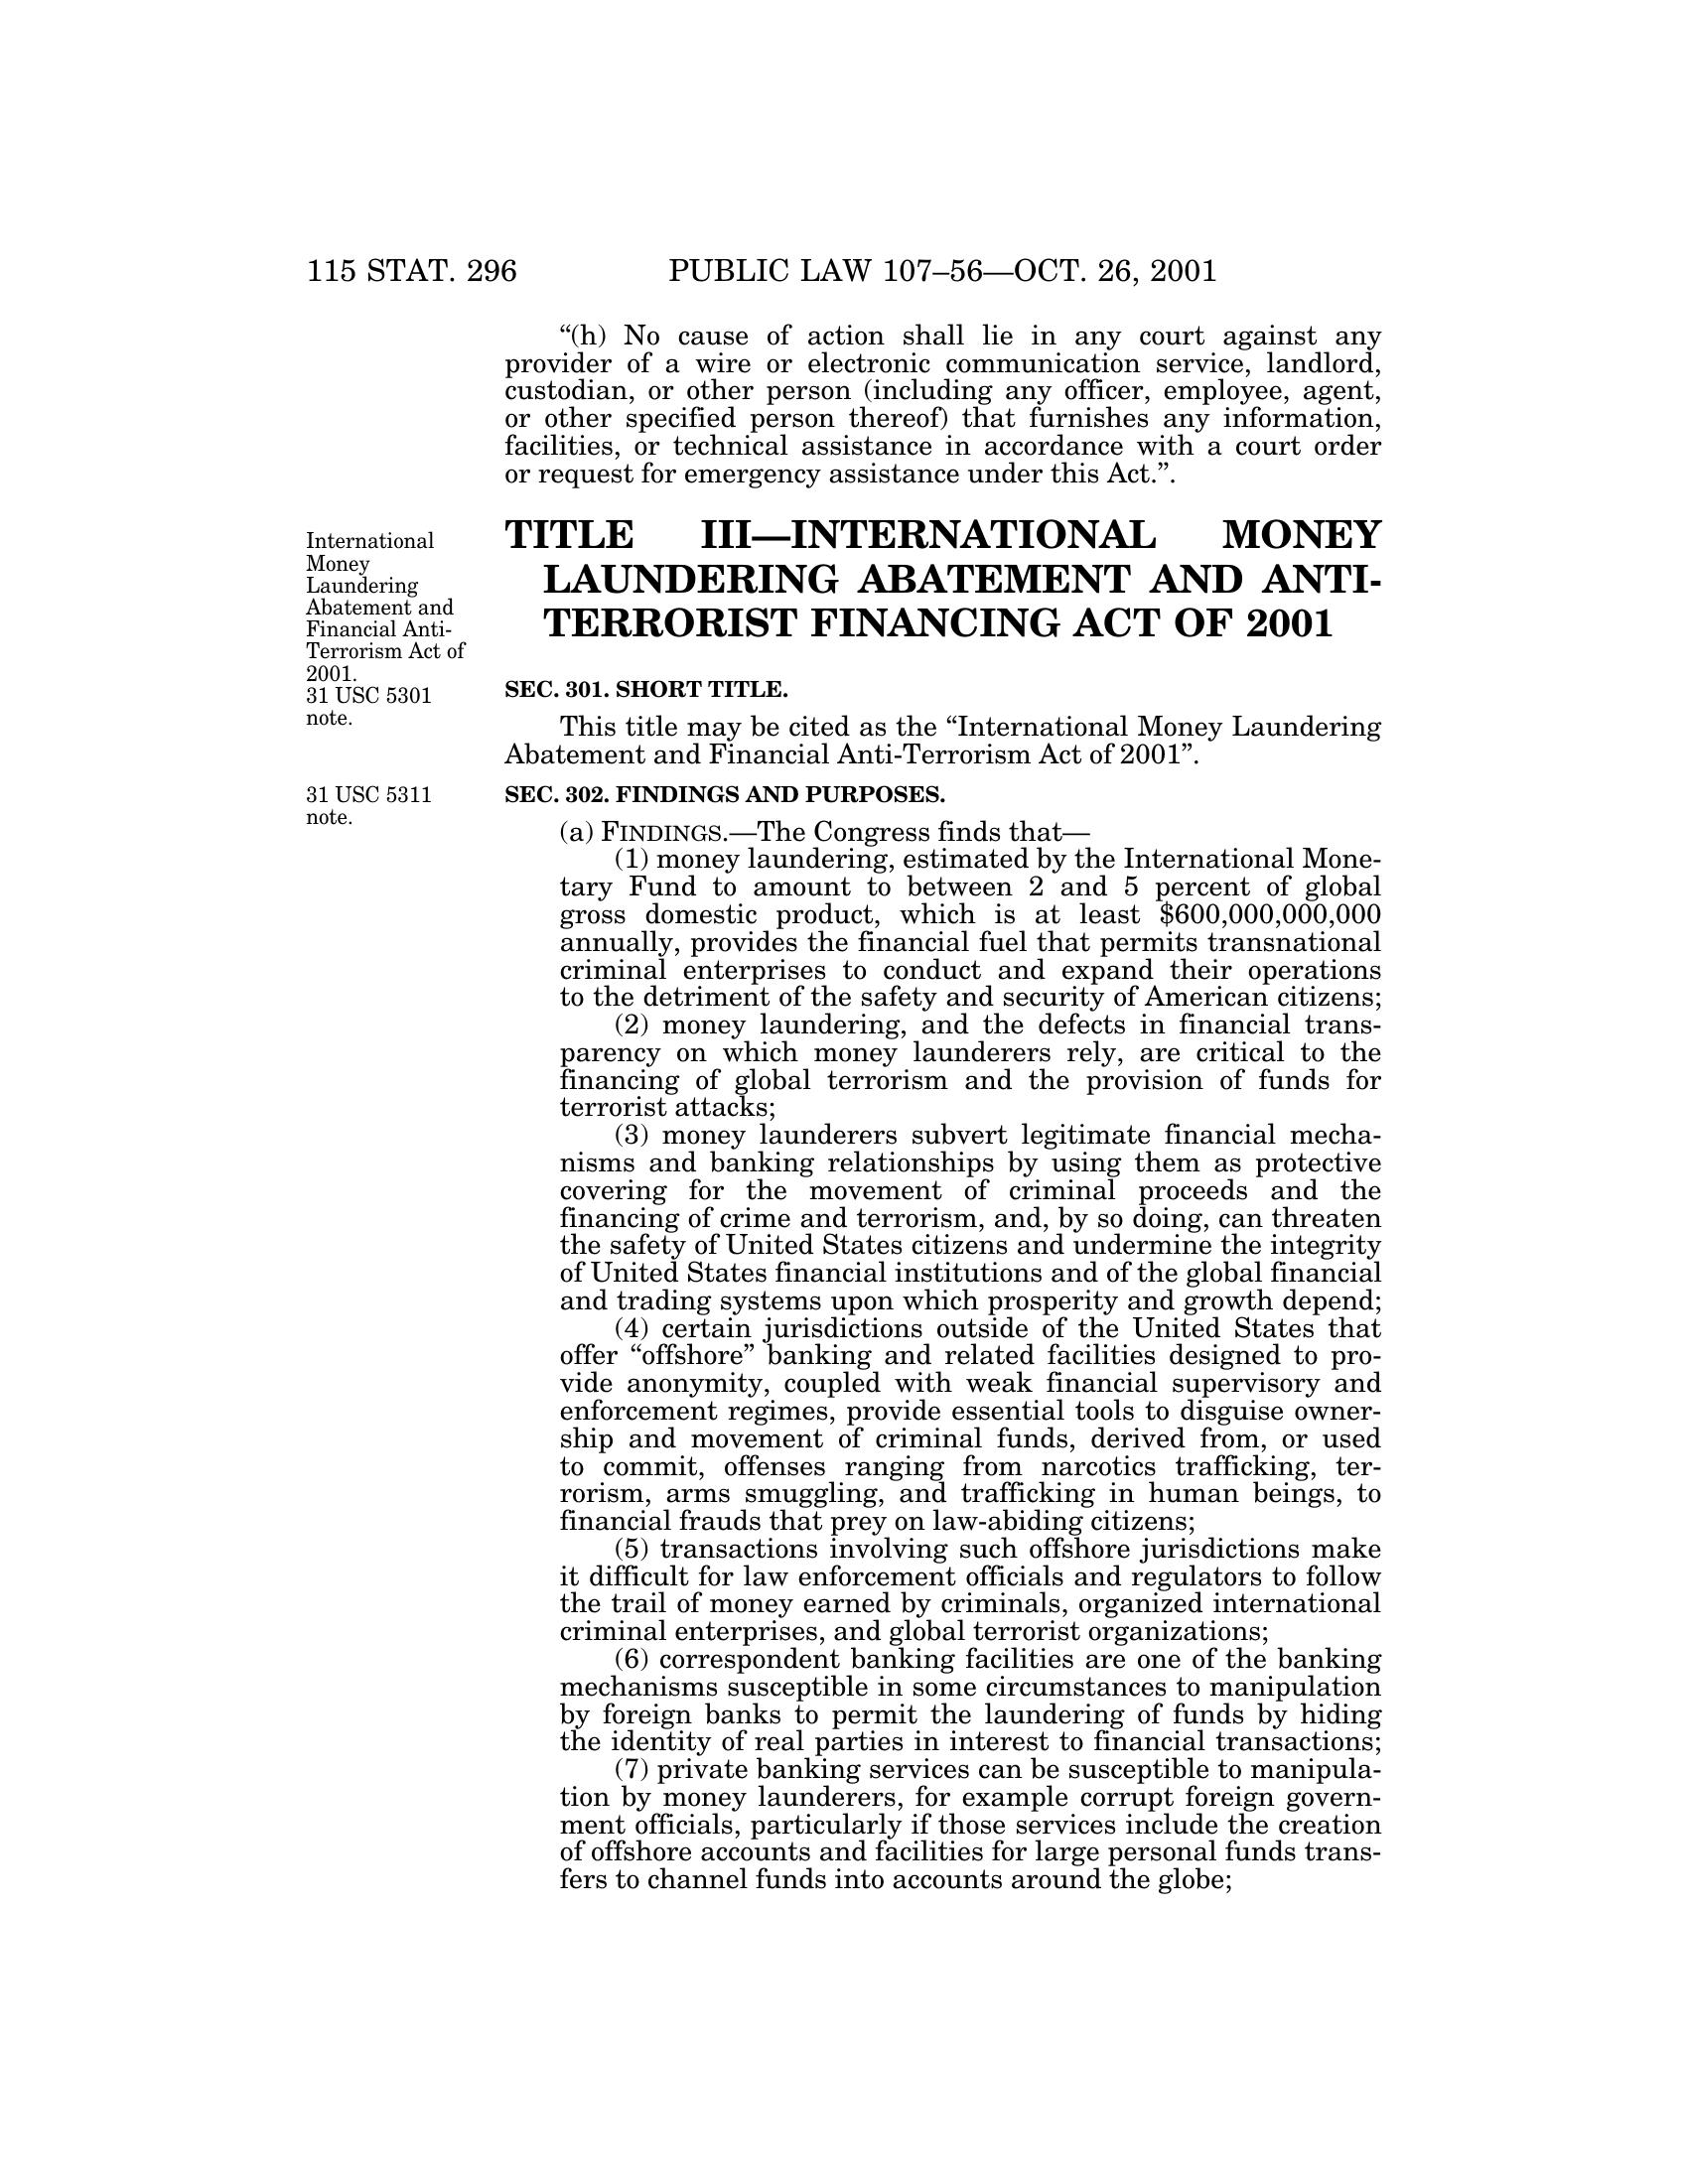 115 STAT. 296 PUBLIC LAW 107–56—OCT. 26, 2001
“(h) No cause of action shall lie in any court against any
provider of a wire or electronic communication service, landlord,
custodian, or other person (including any officer, employee, agent,
or other specified person thereof) that furnishes any information,
facilities, or technical assistance in accordance with a court order
or request for emergency assistance under this Act.”.
International
Money
Laundering
Abatement and
Financial Anti-
Terrorism Act of
2001.
31 USC 5301
note.
TITLE III—INTERNATIONAL MONEY
LAUNDERING ABATEMENT AND ANTI-
TERRORIST FINANCING ACT OF 2001
SEC. 301. SHORT TITLE.
This title may be cited as the “International Money Laundering
Abatement and Financial Anti-Terrorism Act of 2001”.
31 USC 5311
note.
SEC. 302. FINDINGS AND PURPOSES.
(a) FINDINGS.—The Congress finds that—
(1) money laundering, estimated by the International Mone-
tary Fund to amount to between 2 and 5 percent of global
gross domestic product, which is at least $600,000,000,000
annually, provides the financial fuel that permits transnational
criminal enterprises to conduct and expand their operations
to the detriment of the safety and security of American citizens;
(2) money laundering, and the defects in financial trans-
parency on which money launderers rely, are critical to the
financing of global terrorism and the provision of funds for
terrorist attacks;
(3) money launderers subvert legitimate financial mecha-
nisms and banking relationships by using them as protective
covering for the movement of criminal proceeds and the
financing of crime and terrorism, and, by so doing, can threaten
the safety of United States citizens and undermine the integrity
of United States financial institutions and of the global financial
and trading systems upon which prosperity and growth depend;
(4) certain jurisdictions outside of the United States that
offer “offshore” banking and related facilities designed to pro-
vide anonymity, coupled with weak financial supervisory and
enforcement regimes, provide essential tools to disguise owner-
ship and movement of criminal funds, derived from, or used
to commit, offenses ranging from narcotics trafficking, ter-
rorism, arms smuggling, and trafficking in human beings, to
financial frauds that prey on law-abiding citizens;
(5) transactions involving such offshore jurisdictions make
it difficult for law enforcement officials and regulators to follow
the trail of money earned by criminals, organized international
criminal enterprises, and global terrorist organizations;
(6) correspondent banking facilities are one of the banking
mechanisms susceptible in some circumstances to manipulation
by foreign banks to permit the laundering of funds by hiding
the identity of real parties in interest to financial transactions;
(7) private banking services can be susceptible to manipula-
tion by money launderers, for example corrupt foreign govern-
ment officials, particularly if those services include the creation
of offshore accounts and facilities for large personal funds trans-
fers to channel funds into accounts around the globe;